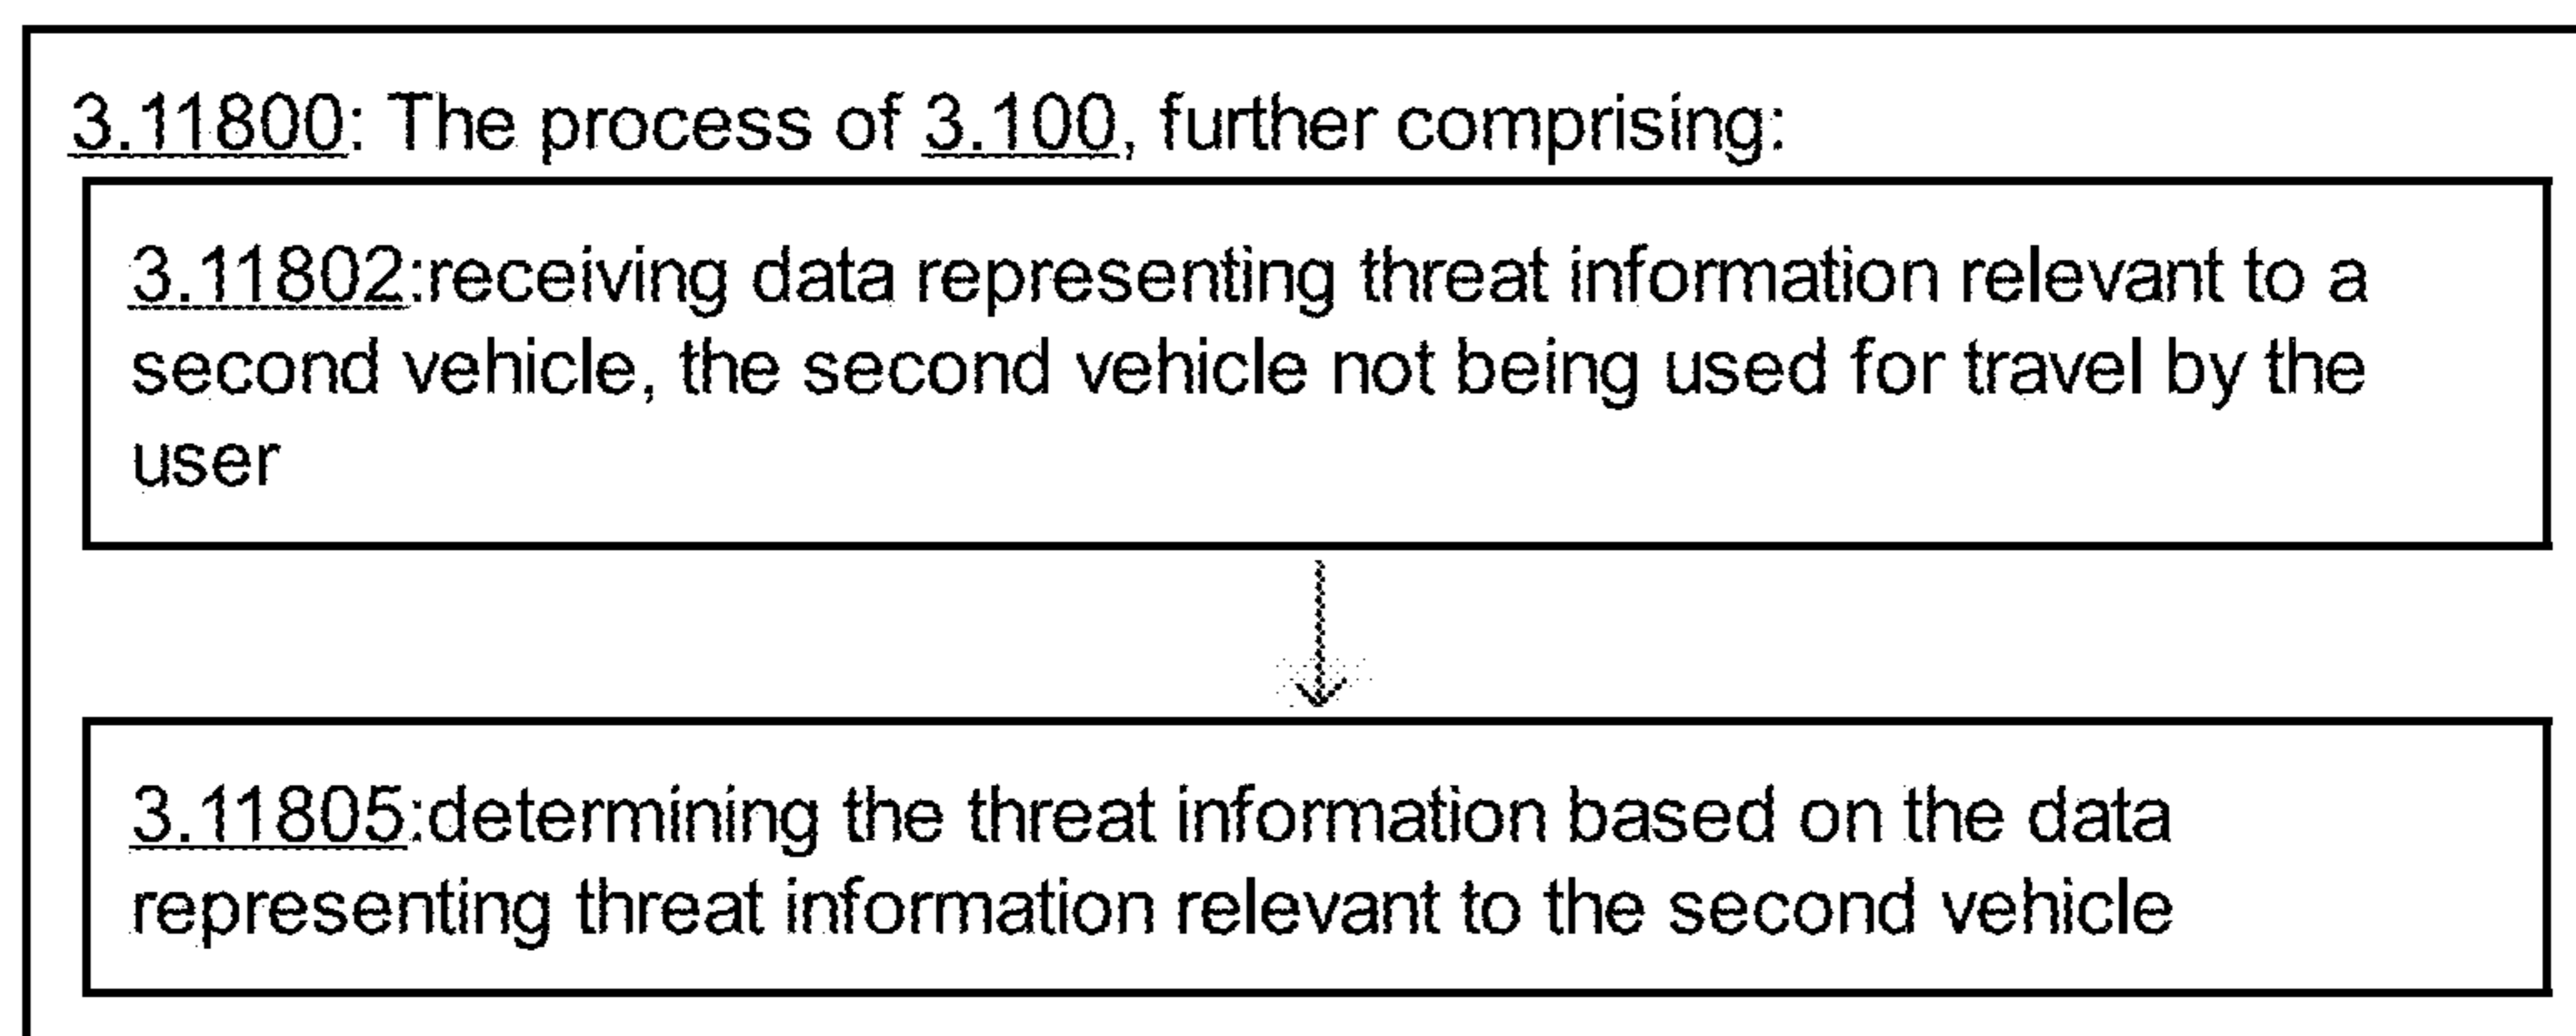 3.11800: The process of 3.100, further comprising:
3.11802:receiving data representing threat information relevant to a
second vehicle, the second vehicle not being used for travel by the
user
3.11805:determining the threat information based on the data
representing threat information relevant to the second vehicle